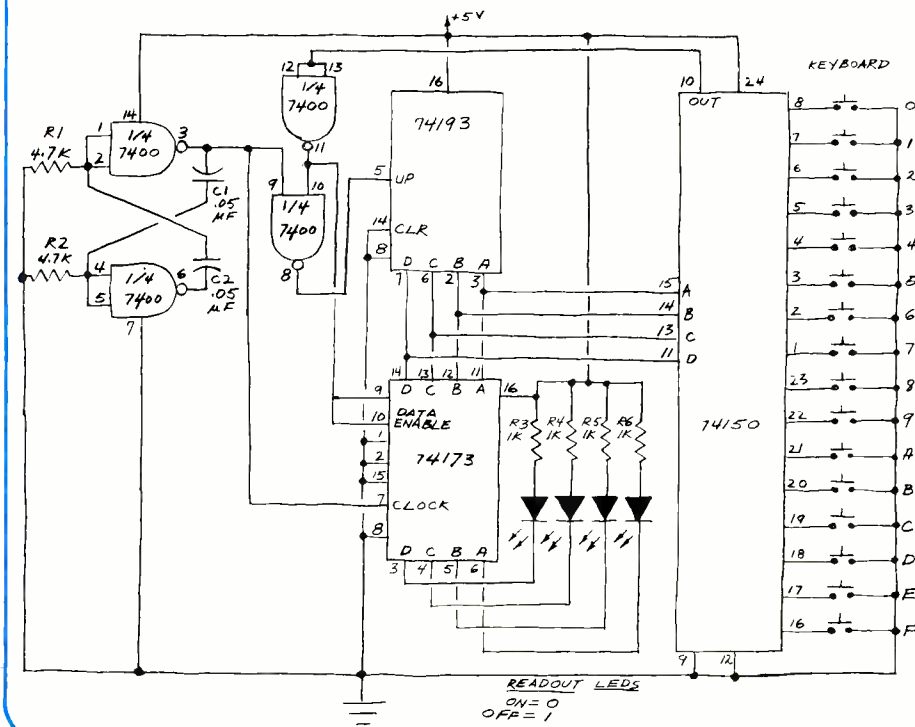 +5V
KEYBOARD
12 13
1/4
7400
11
10 24
OUT
16
74193
5 UP
14 CLR
8
D C B A
7 6 2 3
14
1
2
1/4
7400
3
R1
4.7K
C1
.05
µF
R2
4.7K
4
5
1/4
7400
6
C2
.05
µF
7
9 10
1/4
7400
8
15 A
14 B
13 C
11 D
14 13 12 11
D C B A
16
9
10
DATA
ENABLE
1
2
15
74173
7 CLOCK
8
D C B A
3 4 5 6
R3
1K
R4
1K
R5
1K
R6
1K
74150
8 0
7 1
6 2
5 3
4 4
3 5
2 6
1 7
23 8
22 9
21 A
20 B
19 C
18 D
17 E
16 F
9 12
READOUT LEDS
ON = 0
OFF = 1